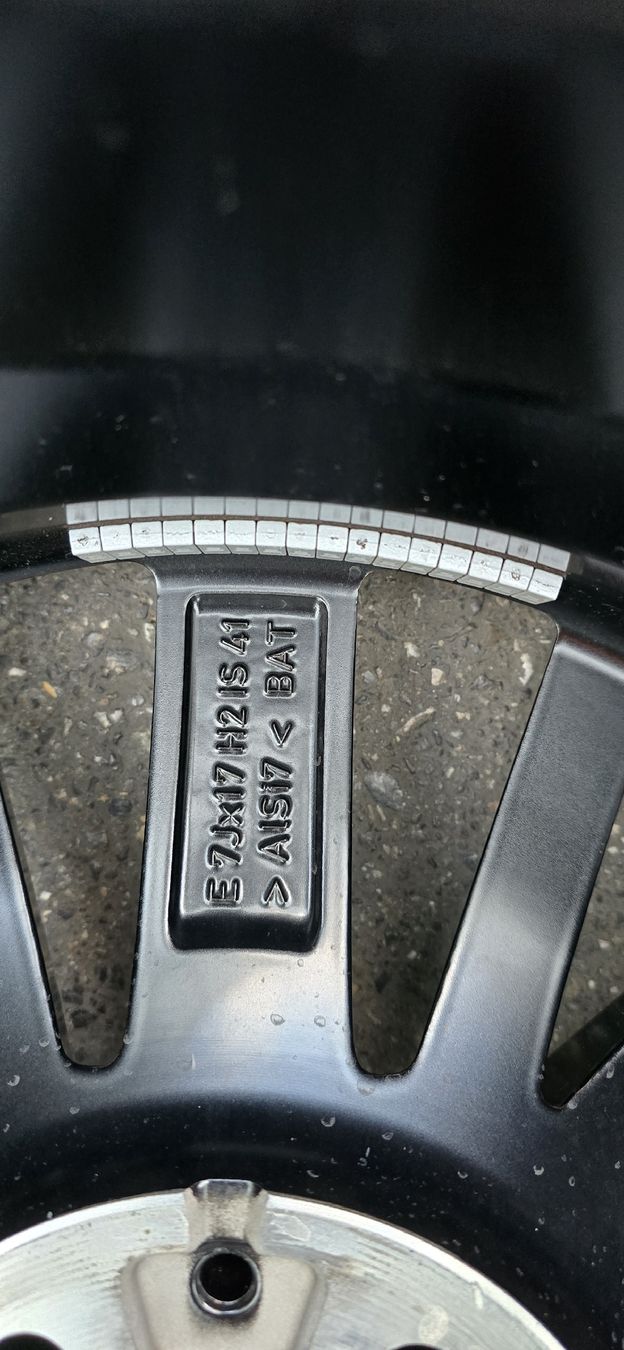 E 7Jx17 H2 IS 41
> AlSi7 < BAT